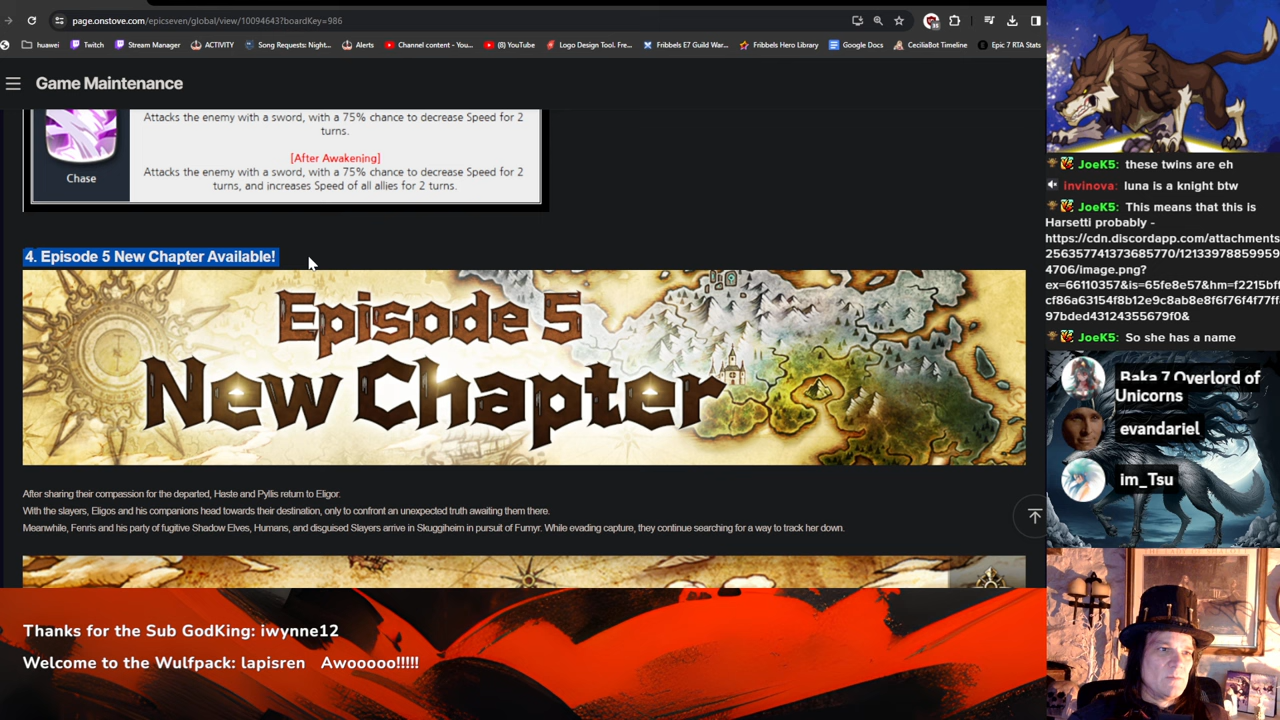 page.onstove.com/epicseven/global/view/10094643?boardKey=986
huawei
Twitch
Stream Manager
ACTIVITY
Song Requests: Night...
Alerts
Channel content - You...
(8) YouTube
Logo Design Tool. Fre...
Fribbels E7 Guild War...
Fribbels Hero Library
Google Docs
CeciliaBot Timeline
Epic 7 RTA Stats
Game Maintenance
Chase
Attacks the enemy with a sword, with a 75% chance to decrease Speed for 2
turns.
[After Awakening]
Attacks the enemy with a sword, with a 75% chance to decrease Speed for 2
turns, and increases Speed of all allies for 2 turns.
4. Episode 5 New Chapter Available!
Episode 5
New Chapter
After sharing their compassion for the departed, Haste and Pyllis return to Eligor.
With the slayers, Eligos and his companions head towards their destination, only to confront an unexpected truth awaiting them there.
Meanwhile, Fenris and his party of fugitive Shadow Elves, Humans, and disguised Slayers arrive in Skuggiheim in pursuit of Fumyr. While evading capture, they continue searching for a way to track her down.
Thanks for the Sub GodKing: iwynne12
Welcome to the Wulfpack: lapisren Awooooo!!!!!
JoeK5: these twins are eh
invinova: luna is a knight btw
JoeK5: This means that this is
Harsetti probably -
https://cdn.discordapp.com/attachments
256357741373685770/12133978859959
4706/image.png?
ex=66110357&is=65fe8e57&hm=f2215bff
cf86a63154f8b12e9c8ab8e8f6f76f4f77ff
97bded43124355679f0&
JoeK5: So she has a name
Baka 7 Overlord of
Unicorns
evandariel
im_Tsu